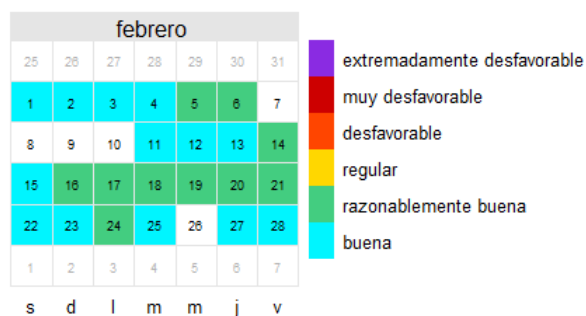 febrero
25 26 27 28 29 30 31
1 2 3 4 5 6 7
8 9 10 11 12 13 14
15 16 17 18 19 20 21
22 23 24 25 26 27 28
1 2 3 4 5 6 7
s d l m m j v
extremadamente desfavorable
muy desfavorable
desfavorable
regular
razonablemente buena
buena